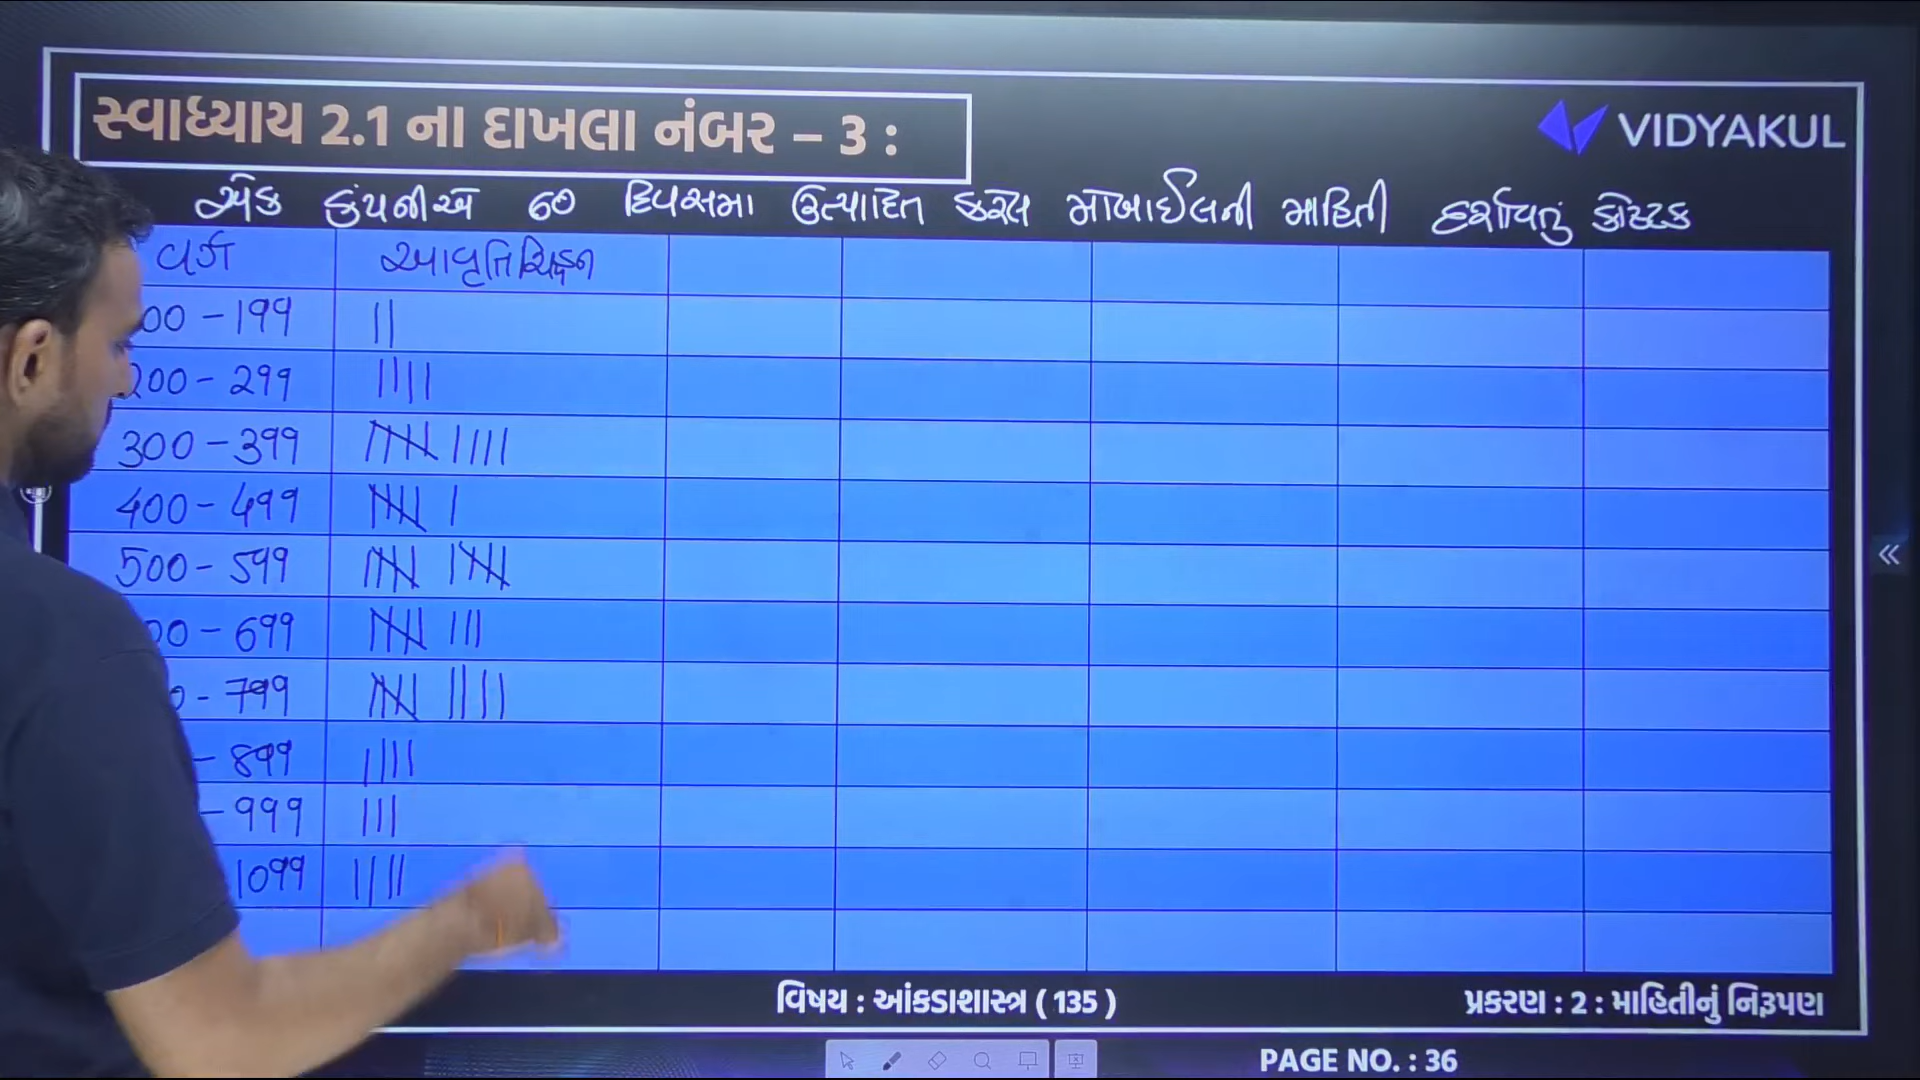 સ્વાધ્યાય 2.1 ના દાખલા નંબર – 3 :
VIDYAKUL
એક કંપનીએ 60 દિવસમા ઉત્પાદિત કરેલ મોબાઈલની માહિતી દર્શાવતું કોષ્ટક
વર્ગ આવૃત્તિ ચિહ્ન
00 – 199 ||
200 – 299 ||||
300 – 399 ~~||||~~ ||||
400 – 499 ~~||||~~ |
500 – 599 ~~||||~~ ~~||||~~
00 – 699 ~~||||~~ |||
0 – 799 ~~||||~~ ||||
– 899 ||||
– 999 |||
1099 ||||
વિષય : આંકડાશાસ્ત્ર ( 135 )
પ્રકરણ : 2 : માહિતીનું નિરૂપણ
PAGE NO. : 36